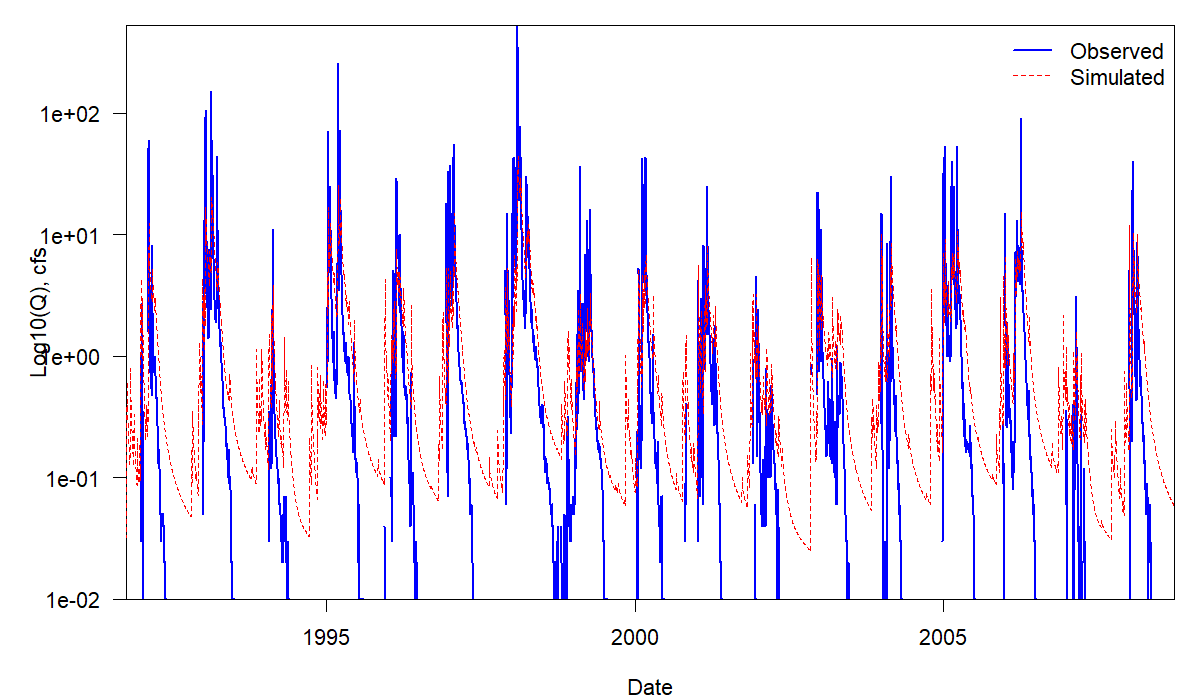 Observed
Simulated
1e+02
1e+01
1e+00
1e-01
1e-02
Log10(Q), cfs
1995
2000
2005
Date